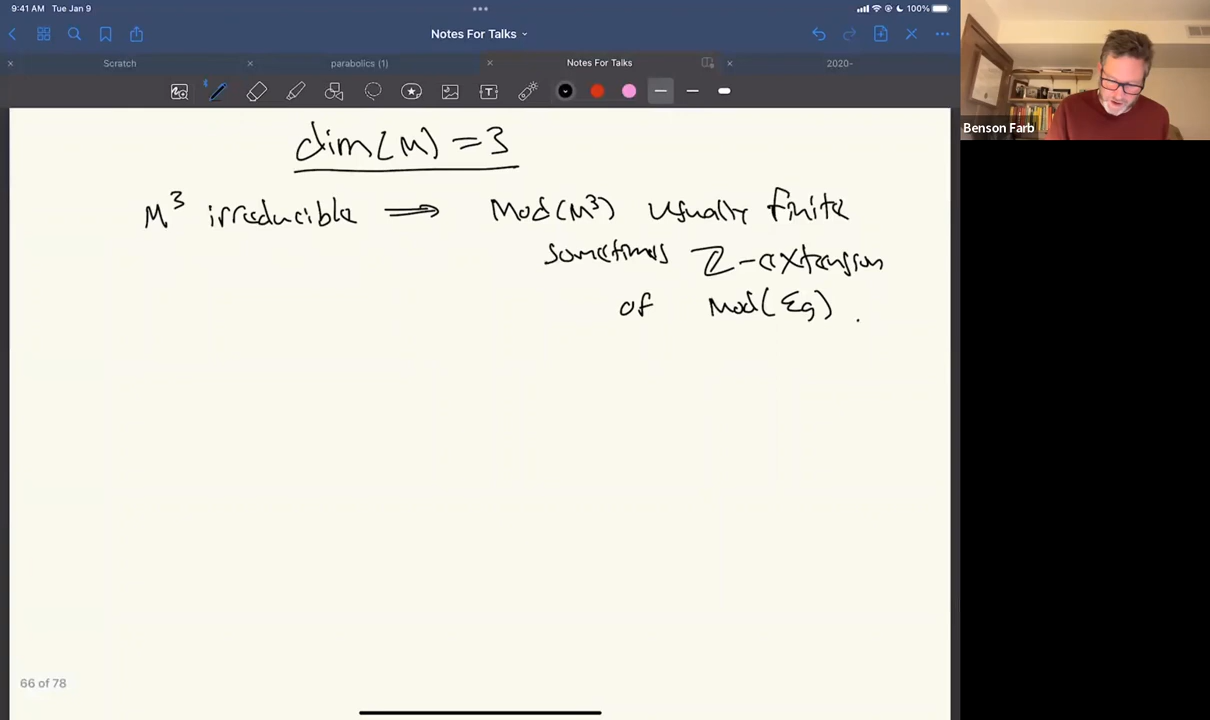 9:41 AM Tue Jan 9
100%
Notes For Talks
Scratch
parabolics (1)
Notes For Talks
2020-
dim(M) = 3
M³ irreducible ⟹ Mod(M³) usually finite
sometimes ℤ-extension
of Mod(Σg).
66 of 78
Benson Farb